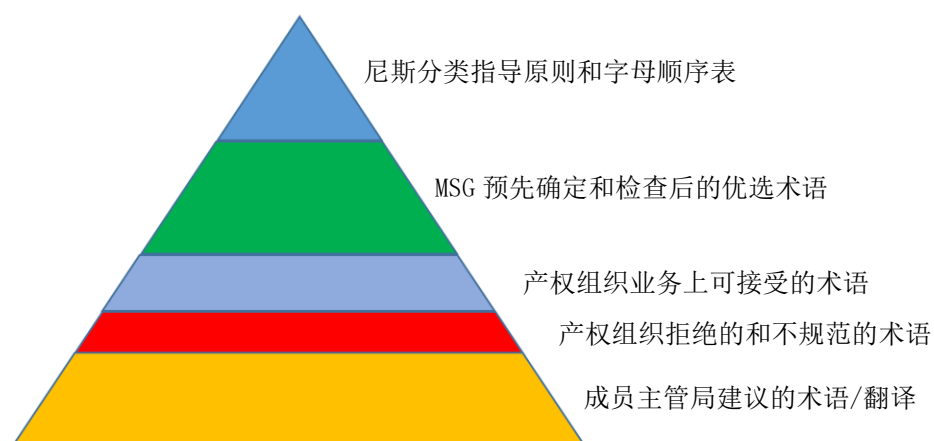 尼斯分类指导原则和字母顺序表
MSG 预先确定和检查后的优选术语
产权组织业务上可接受的术语
产权组织拒绝的和不规范的术语
成员主管局建议的术语/翻译